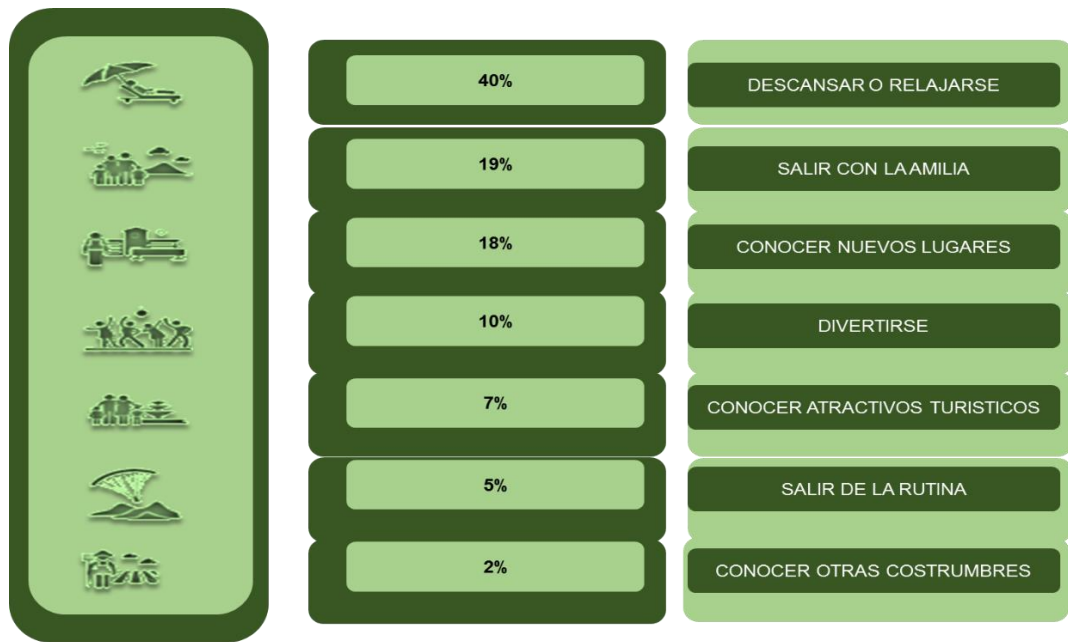 40%
DESCANSAR O RELAJARSE
19%
SALIR CON LA AMILIA
18%
CONOCER NUEVOS LUGARES
10%
DIVERTIRSE
7%
CONOCER ATRACTIVOS TURISTICOS
5%
SALIR DE LA RUTINA
2%
CONOCER OTRAS COSTRUMBRES